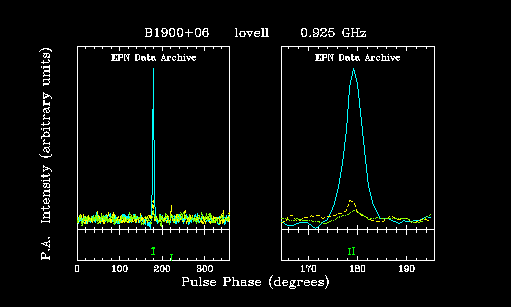 B1900+06 lovell 0.925 GHz
EPN Data Archive EPN Data Archive
P.A. Intensity (arbitrary units)
0 100 200 300 170 180 190
Pulse Phase (degrees)